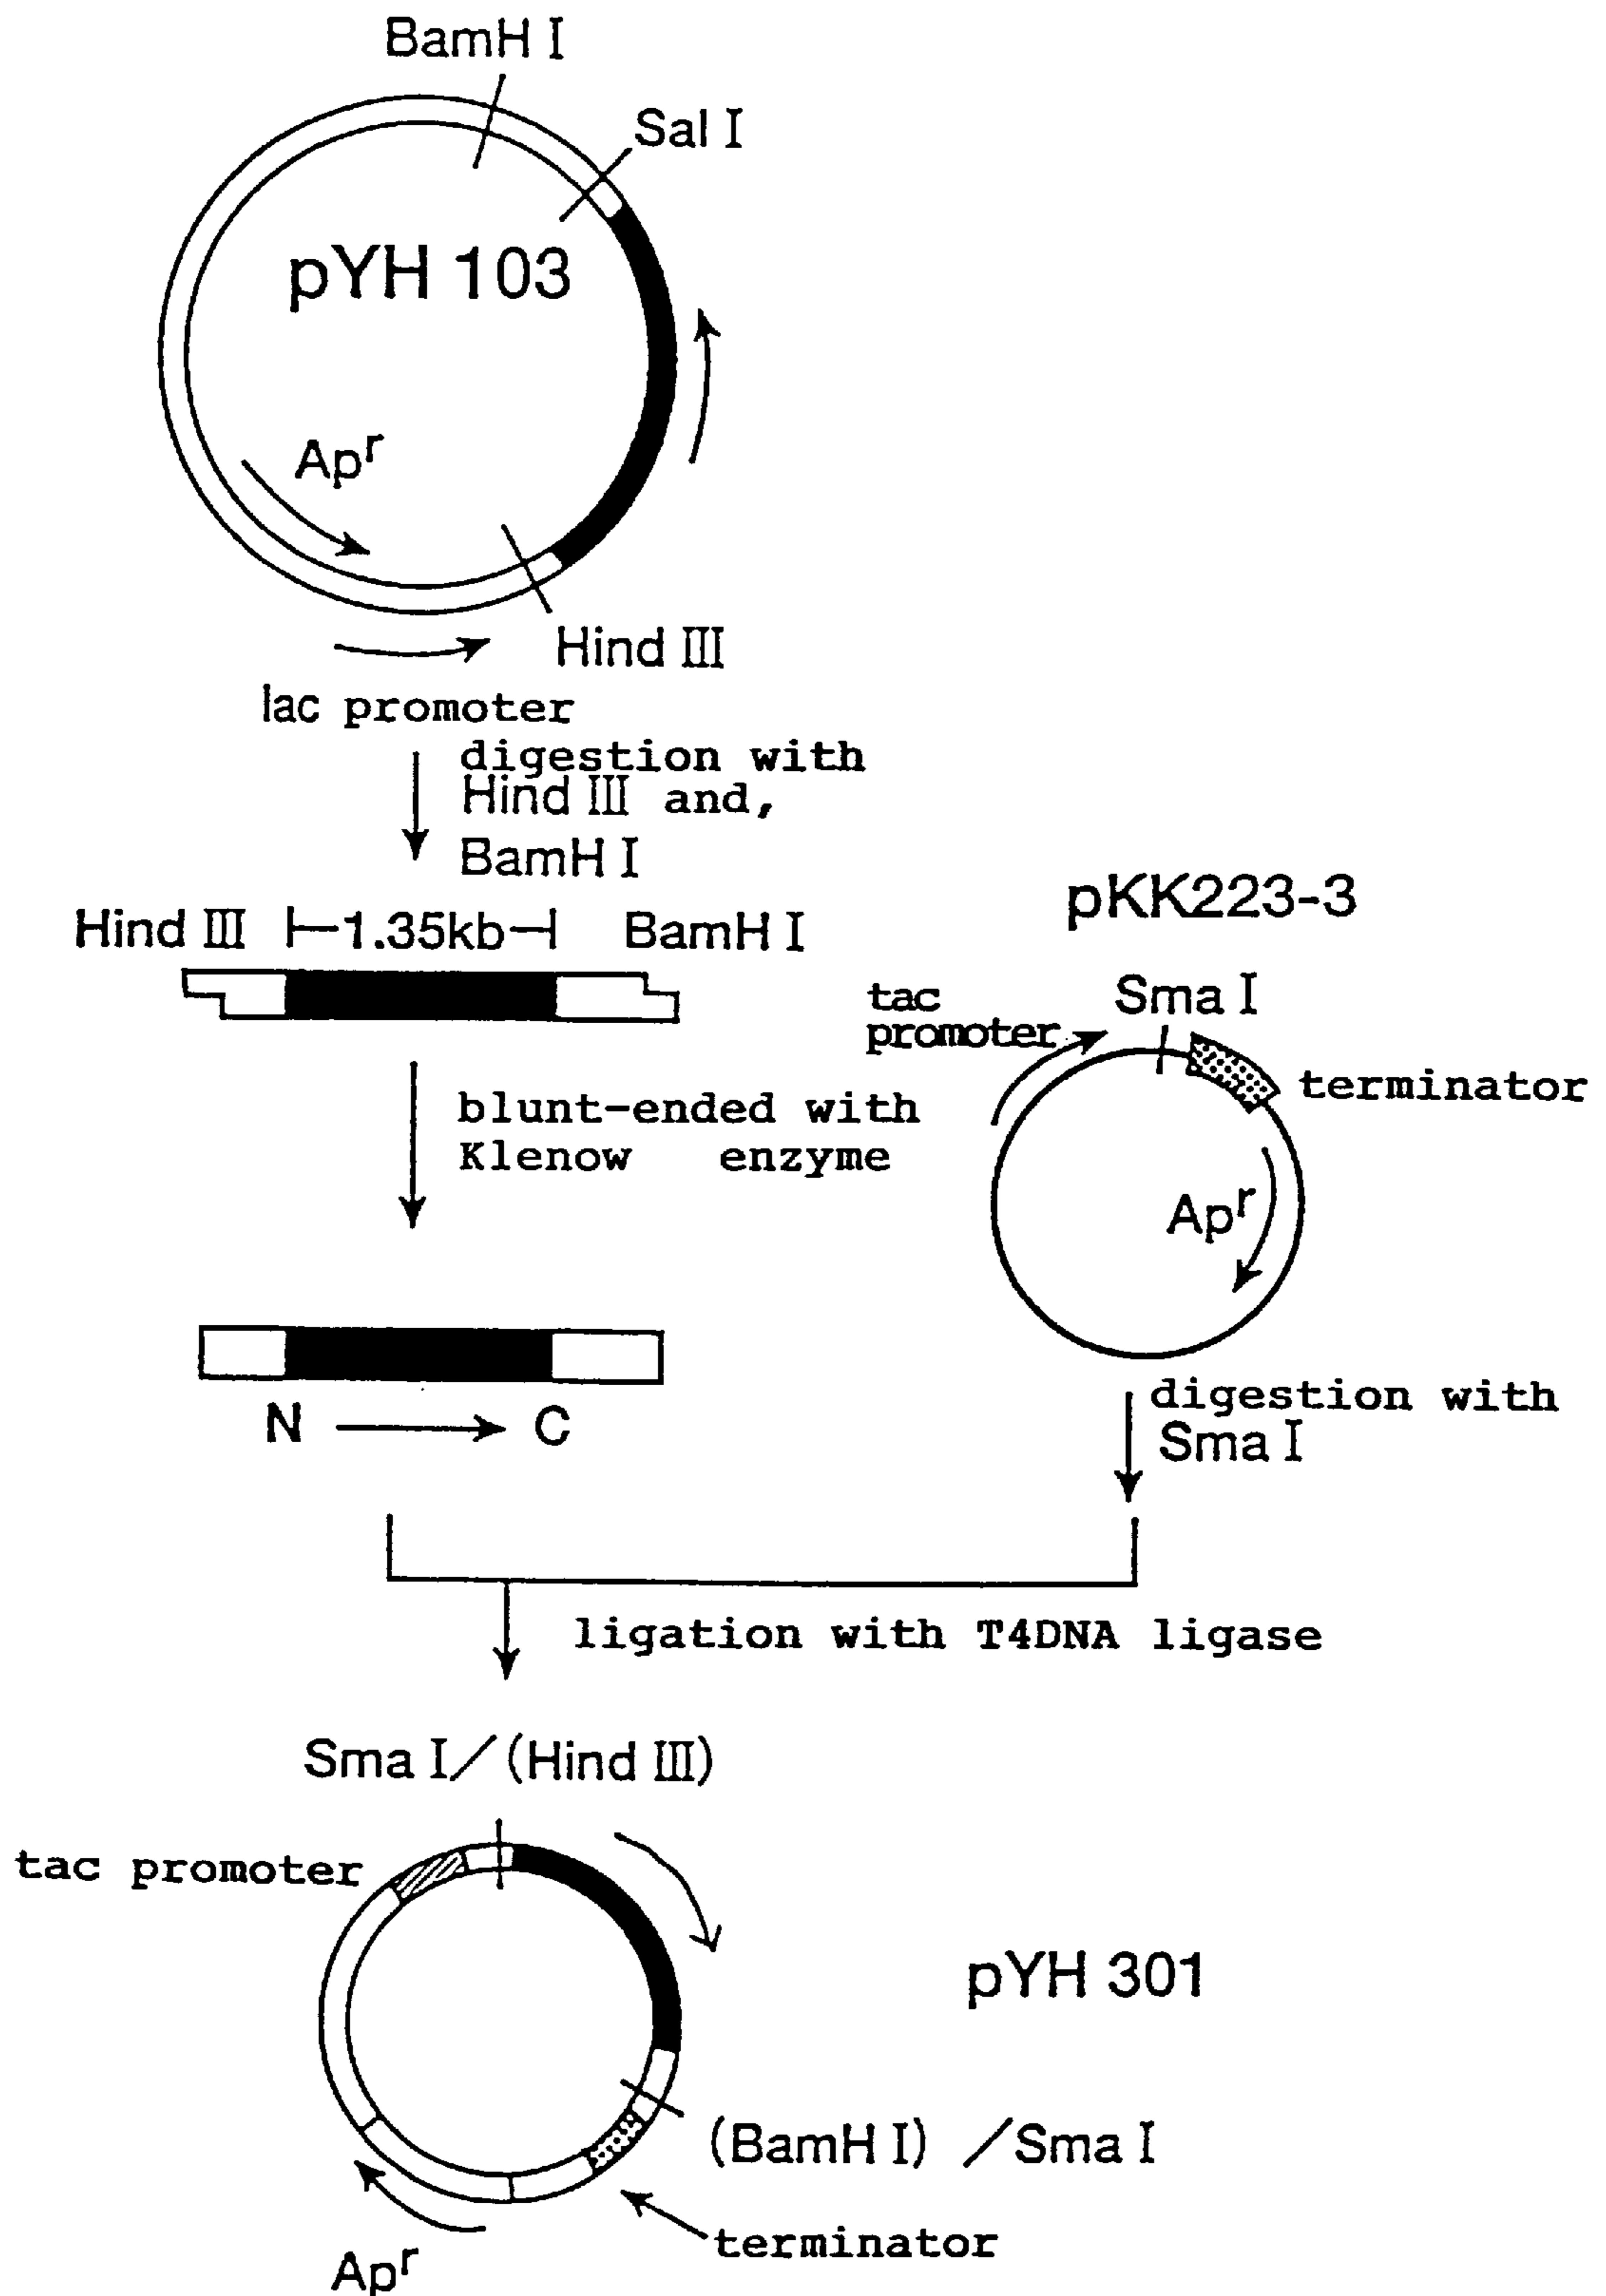 BamH I
Sal I
pYH 103
Apr
Hind III
lac promoter
digestion with
Hind III and,
BamH I
Hind III 1.35kb BamH I
blunt-ended with
Klenow enzyme
N C
pKK223-3
Sma I
tac
promoter
terminator
Apr
digestion with
Sma I
ligation with T4DNA ligase
Sma I/(Hind III)
tac promoter
pYH 301
(BamH I) /Sma I
terminator
Apr